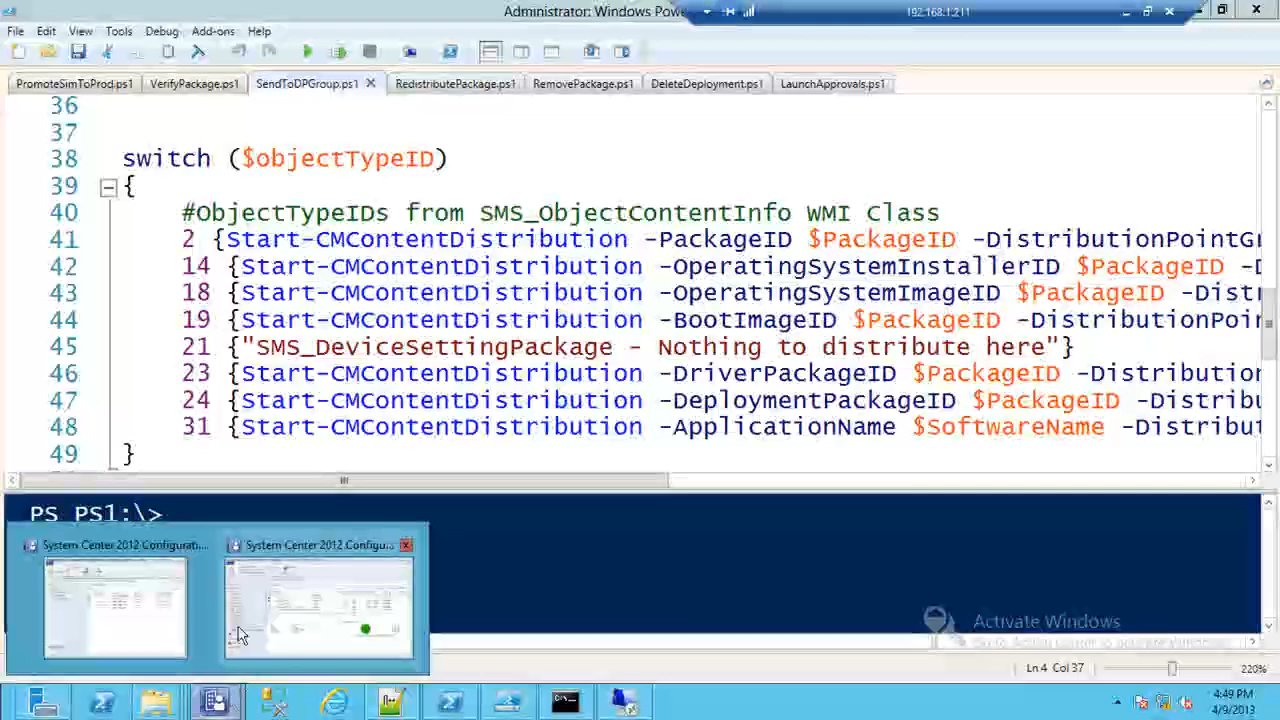 Administrator: Windows Pow
192.168.1.211
File Edit View Tools Debug Add-ons Help
PromoteSimToProd.ps1 VerifyPackage.ps1 SendToDPGroup.ps1 RedistributePackage.ps1 RemovePackage.ps1 DeleteDeployment.ps1 LaunchApprovals.ps1
36
37
38 switch ($objectTypeID)
39 {
40 #ObjectTypeIDs from SMS_ObjectContentInfo WMI Class
41 2 {Start-CMContentDistribution -PackageID $PackageID -DistributionPointGr
42 14 {Start-CMContentDistribution -OperatingSystemInstallerID $PackageID -D
43 18 {Start-CMContentDistribution -OperatingSystemImageID $PackageID -Distr
44 19 {Start-CMContentDistribution -BootImageID $PackageID -DistributionPoin
45 21 {"SMS_DeviceSettingPackage - Nothing to distribute here"}
46 23 {Start-CMContentDistribution -DriverPackageID $PackageID -Distribution
47 24 {Start-CMContentDistribution -DeploymentPackageID $PackageID -Distribu
48 31 {Start-CMContentDistribution -ApplicationName $SoftwareName -Distribut
49 }
PS PS1:\>
System Center 2012 Configurati... System Center 2012 Configu...
Activate Windows
Ln 4 Col 37 220%
4:49 PM
4/9/2013